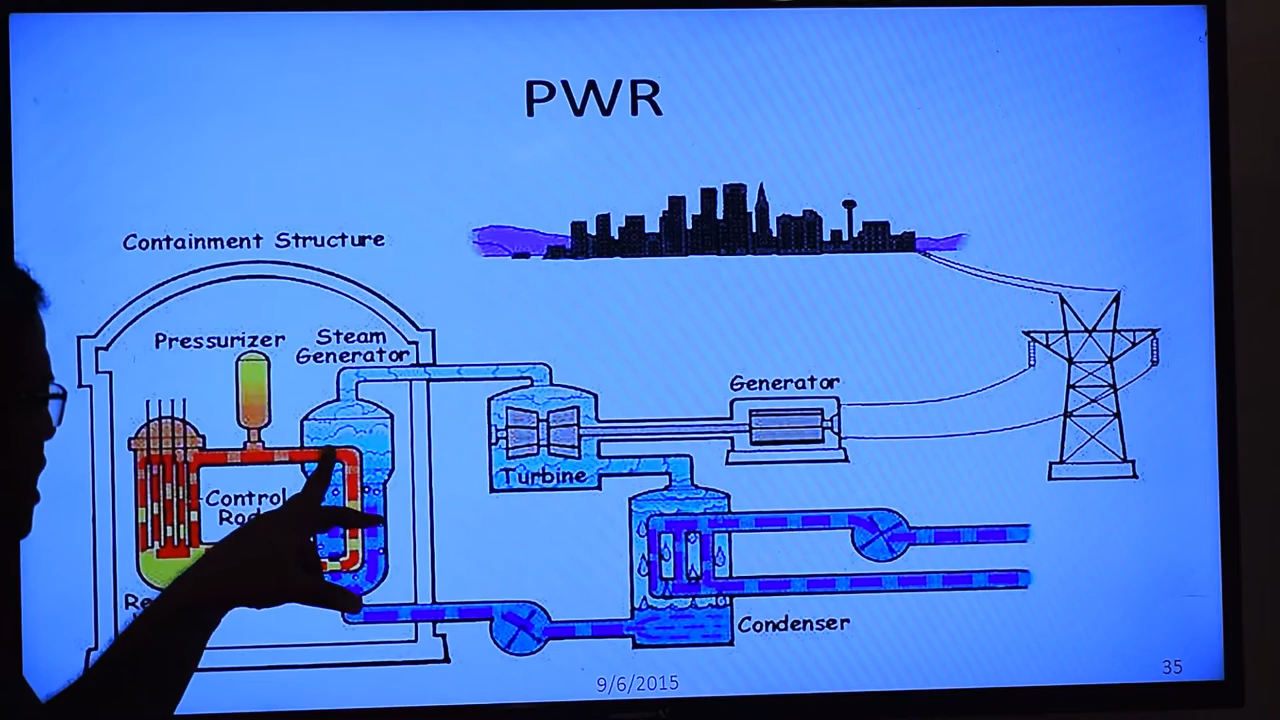 PWR
Containment Structure
Pressurizer
Steam
Generator
Generator
Turbine
Control
Condenser
9/6/2015
35